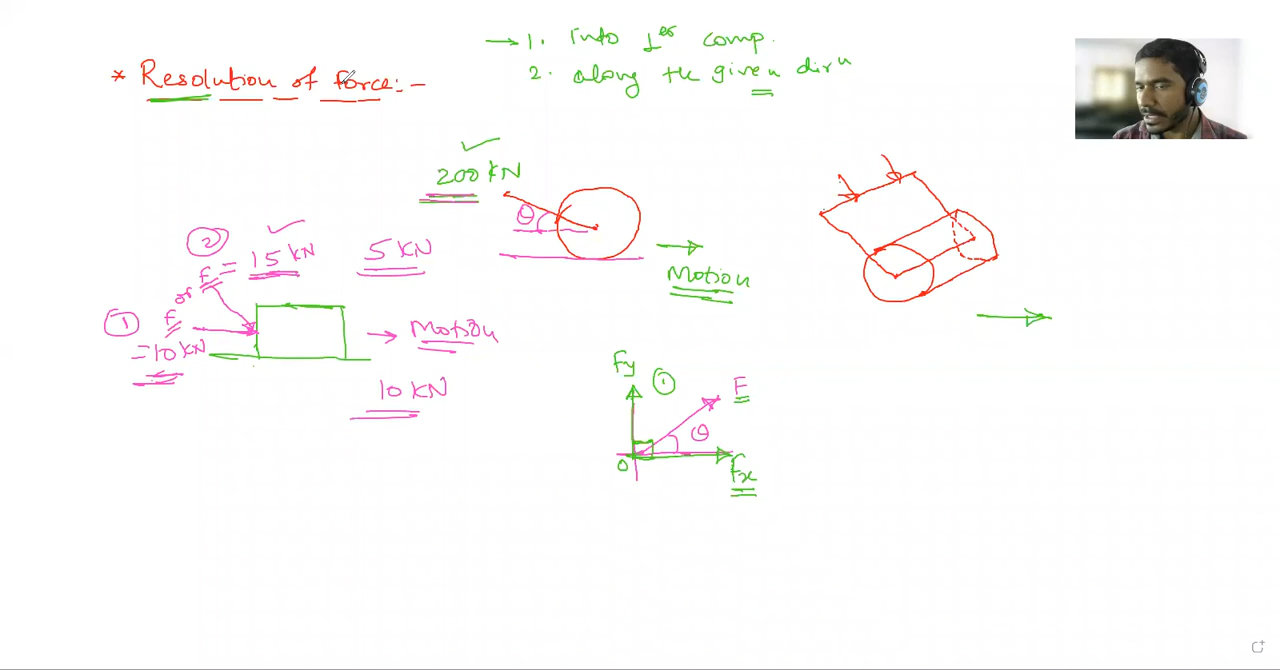 → 1. Into ⊥er comp.
* Resolution of force:-
2. along the given dirn
200 KN
θ
② F = 15 KN
5 KN
or
Motion
① F = 10 KN
→ Motion
10 KN
Fy
①
F
θ
0
Fx